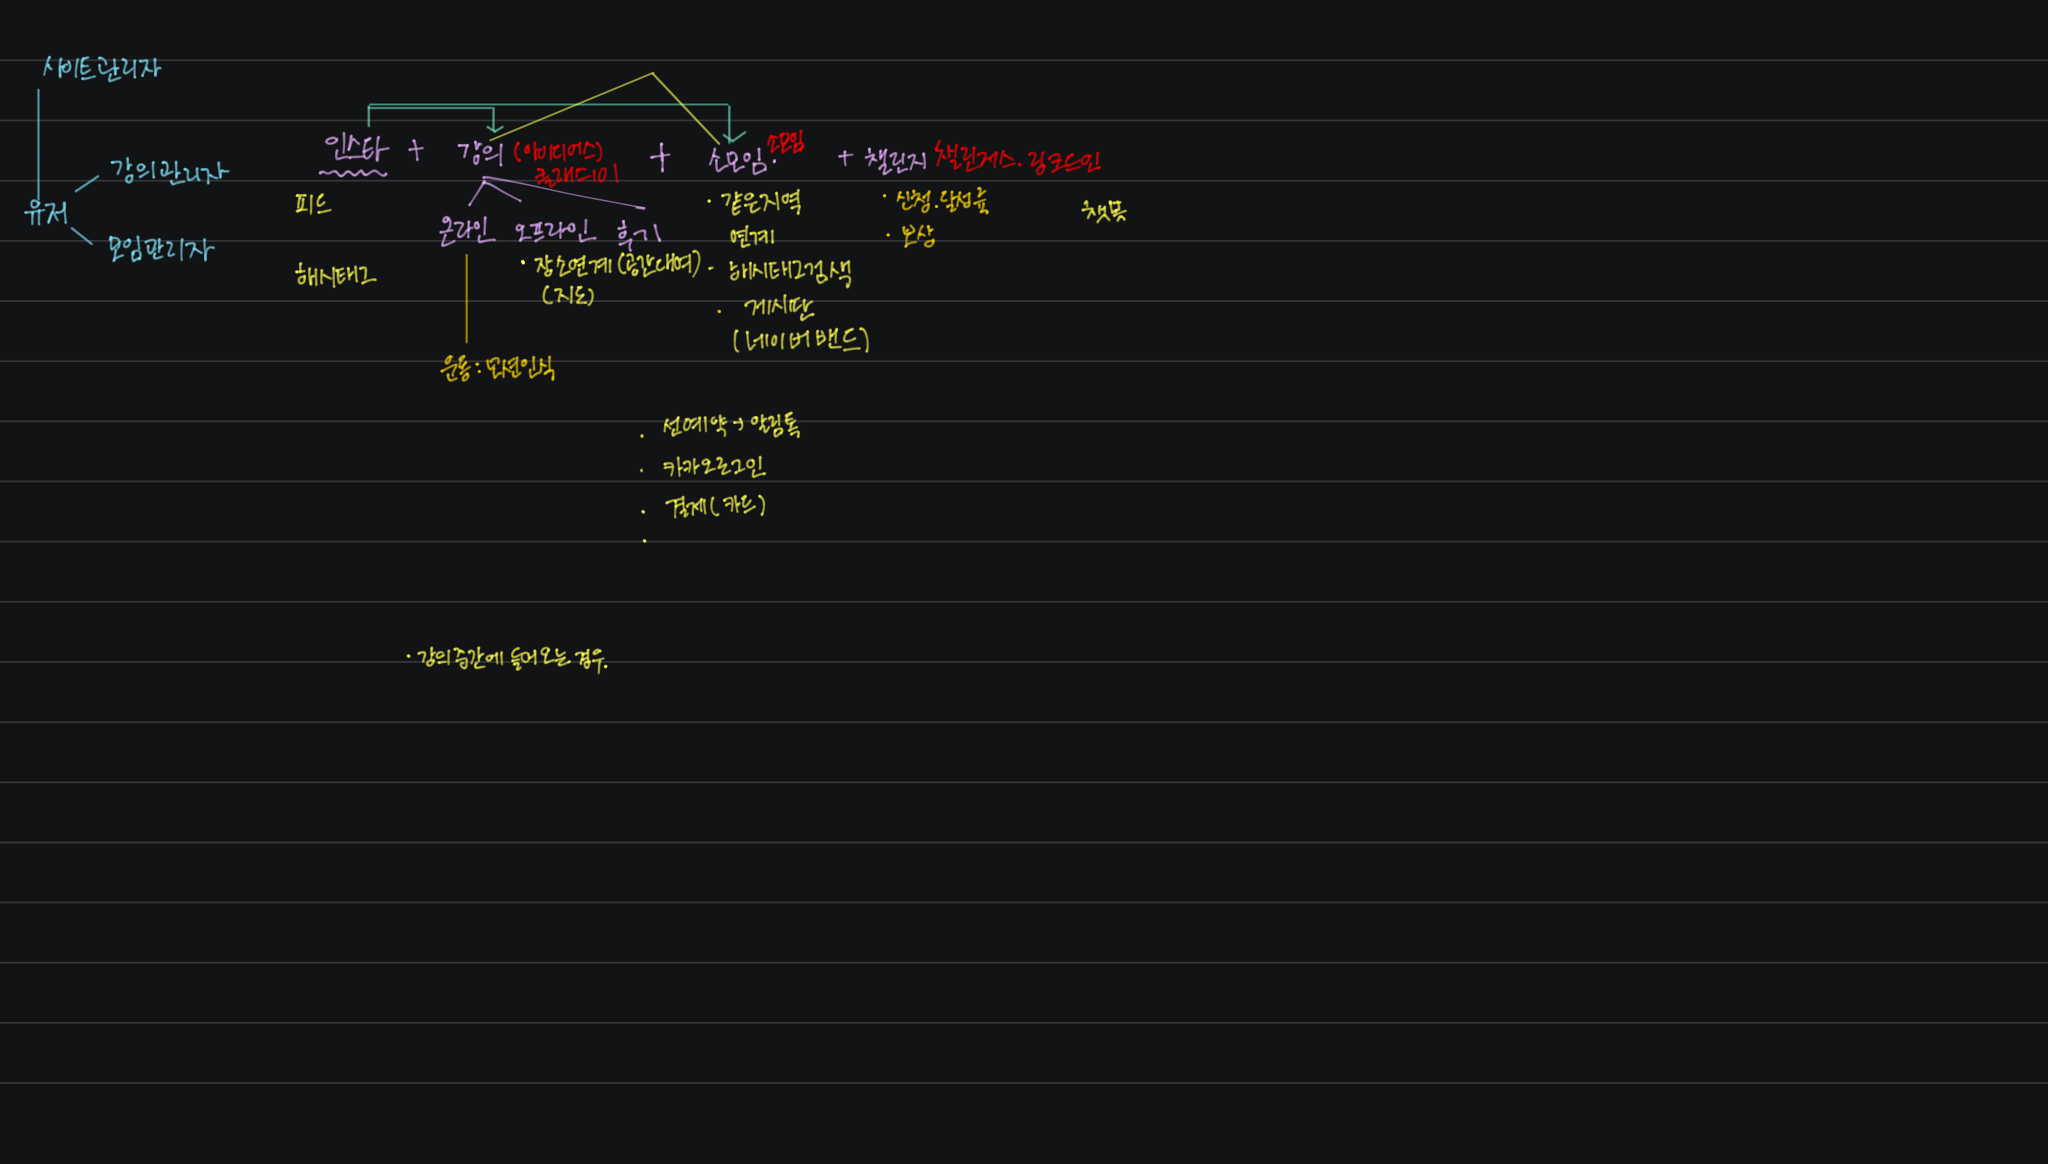 사이트관리자
유저
강의관리자
모임관리자
인스타 + 강의 (아이디어스) + 소모임. 소모임 + 챌린지 챌린저스. 링크드인
클래스101
피드
해시태그
온라인 오프라인 후기
· 장소연계 (공간대여)
(지도)
운동 : 모션인식
· 같은지역
연계
· 해시태그검색
· 게시판
(네이버 밴드)
· 신청. 달성률
· 보상
챗봇
· 선예약 → 알림톡
· 카카오로그인
· 결제 (카드)
·
· 강의 중간에 들어오는 경우.